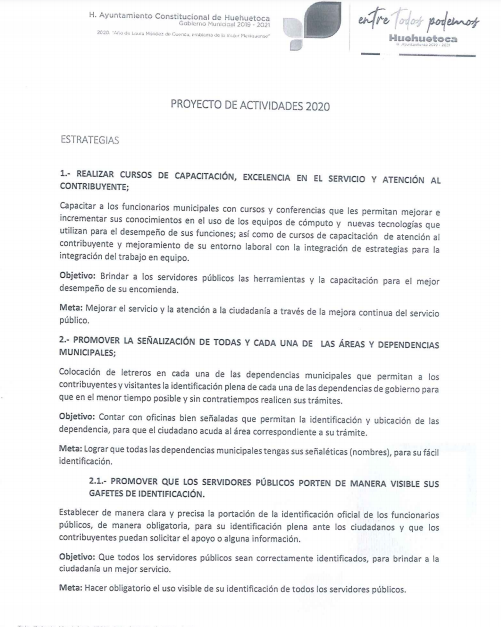 H. Ayuntamiento Constitucional de Huehuetoca
Gobierno Municipal 2019 - 2021
2020. "Año de Laura Méndez de Cuenca; emblema de la mujer Mexiquense"
entre todos podemos
Huehuetoca
H. Ayuntamiento 2019 - 2021
PROYECTO DE ACTIVIDADES 2020
ESTRATEGIAS
1.- REALIZAR CURSOS DE CAPACITACIÓN, EXCELENCIA EN EL SERVICIO Y ATENCIÓN AL
CONTRIBUYENTE;
Capacitar a los funcionarios municipales con cursos y conferencias que les permitan mejorar e
incrementar sus conocimientos en el uso de los equipos de cómputo y nuevas tecnologías que
utilizan para el desempeño de sus funciones; así como de cursos de capacitación de atención al
contribuyente y mejoramiento de su entorno laboral con la integración de estrategias para la
integración del trabajo en equipo.
Objetivo: Brindar a los servidores públicos las herramientas y la capacitación para el mejor
desempeño de su encomienda.
Meta: Mejorar el servicio y la atención a la ciudadanía a través de la mejora continua del servicio
público.
2.- PROMOVER LA SEÑALIZACIÓN DE TODAS Y CADA UNA DE LAS ÁREAS Y DEPENDENCIAS
MUNICIPALES;
Colocación de letreros en cada una de las dependencias municipales que permitan a los
contribuyentes y visitantes la identificación plena de cada una de las dependencias de gobierno para
que en el menor tiempo posible y sin contratiempos realicen sus trámites.
Objetivo: Contar con oficinas bien señaladas que permitan la identificación y ubicación de las
dependencia, para que el ciudadano acuda al área correspondiente a su trámite.
Meta: Lograr que todas las dependencias municipales tengas sus señaléticas (nombres), para su fácil
identificación.
2.1.- PROMOVER QUE LOS SERVIDORES PÚBLICOS PORTEN DE MANERA VISIBLE SUS
GAFETES DE IDENTIFICACIÓN.
Establecer de manera clara y precisa la portación de la identificación oficial de los funcionarios
públicos, de manera obligatoria, para su identificación plena ante los ciudadanos y que los
contribuyentes puedan solicitar el apoyo o alguna información.
Objetivo: Que todos los servidores públicos sean correctamente identificados, para brindar a la
ciudadanía un mejor servicio.
Meta: Hacer obligatorio el uso visible de su identificación de todos los servidores públicos.